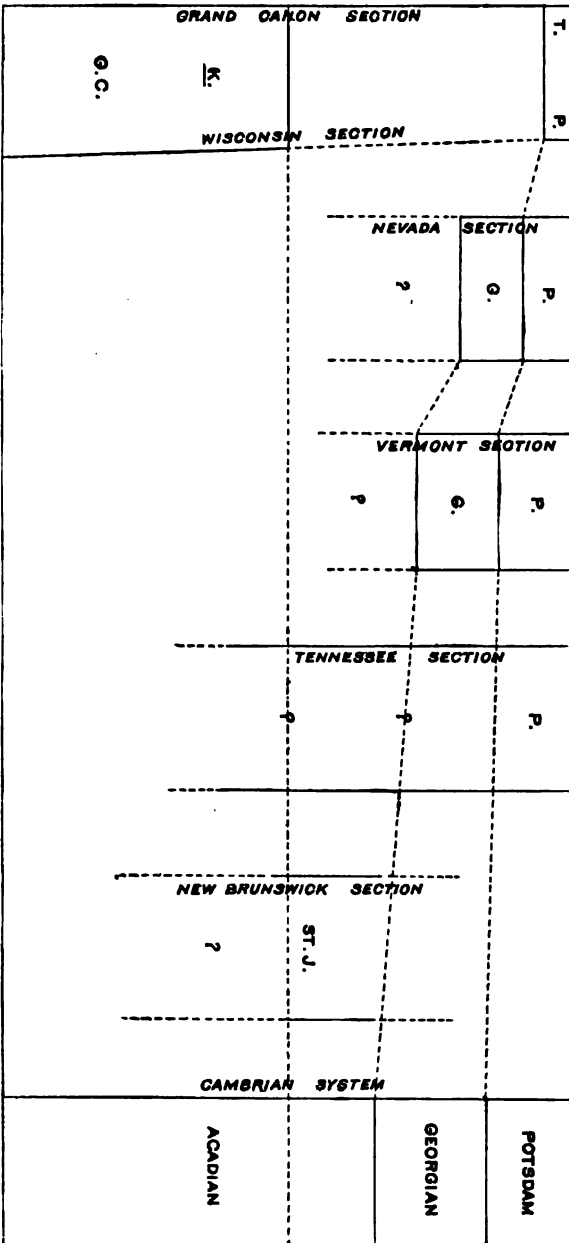 GRAND CAÑON SECTION
T. P.
K.
G.C.
WISCONSIN SECTION
NEVADA SECTION
P.
G.
?
VERMONT SECTION
P.
G.
?
TENNESSEE SECTION
P.
?
?
NEW BRUNSWICK SECTION
ST. J.
?
CAMBRIAN SYSTEM
POTSDAM
GEORGIAN
ACADIAN